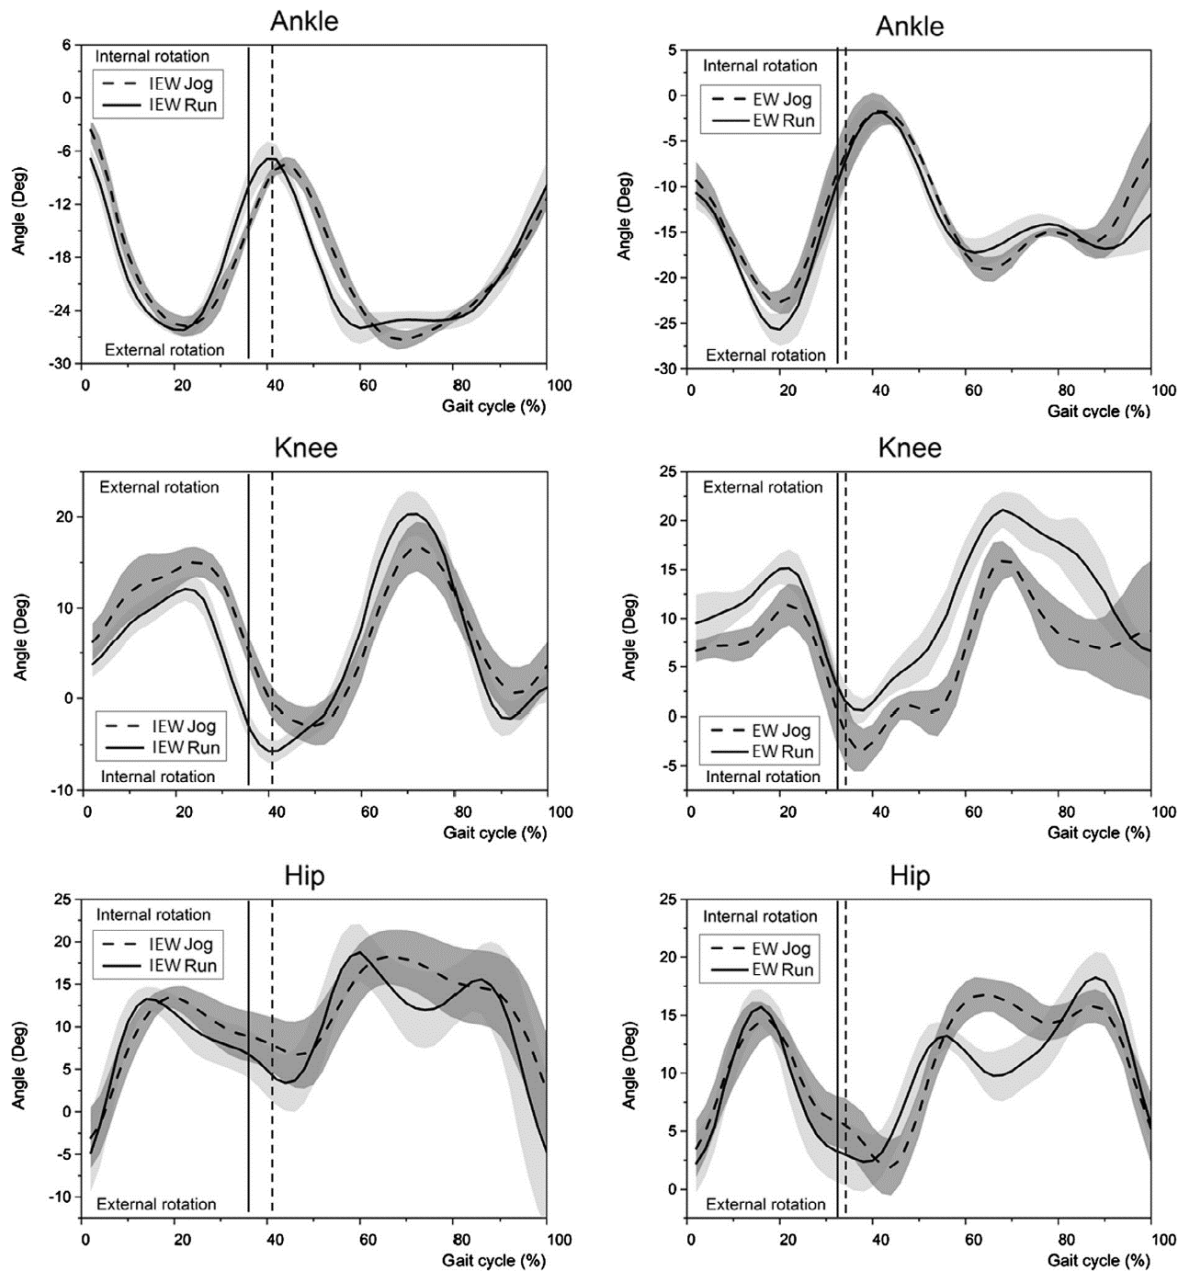 Ankle
6
0
-6
-12
-18
-24
-30
Angle (Deg)
Internal rotation
IEW Jog
IEW Run
External rotation
0 20 40 60 80 100
Gait cycle (%)
Ankle
5
0
-5
-10
-15
-20
-25
-30
Angle (Deg)
Internal rotation
EW Jog
EW Run
External rotation
0 20 40 60 80 100
Gait cycle (%)
Knee
20
10
0
-10
Angle (Deg)
External rotation
IEW Jog
IEW Run
Internal rotation
0 20 40 60 80 100
Gait cycle (%)
Knee
25
20
15
10
5
0
-5
Angle (Deg)
External rotation
EW Jog
EW Run
Internal rotation
0 20 40 60 80 100
Gait cycle (%)
Hip
25
20
15
10
5
0
-5
-10
Angle (Deg)
Internal rotation
IEW Jog
IEW Run
External rotation
0 20 40 60 80 100
Gait cycle (%)
Hip
25
20
15
10
5
0
Angle (Deg)
Internal rotation
EW Jog
EW Run
External rotation
0 20 40 60 80 100
Gait cycle (%)